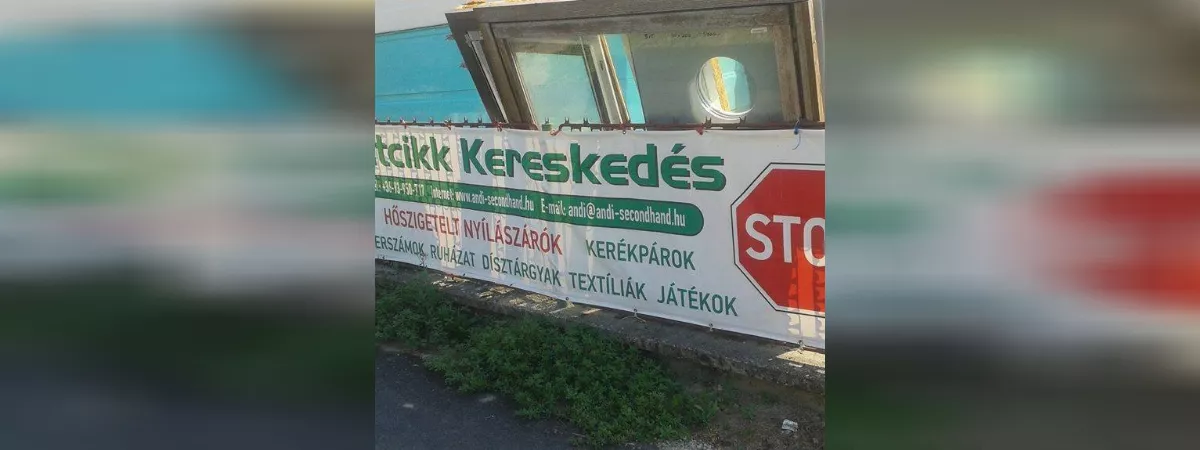 tcikk Kereskedés
Internet: www.andi-secondhand.hu E-mail: andi@andi-secondhand.hu
HŐSZIGETELT NYÍLÁSZÁRÓK KERÉKPÁROK
ERSZÁMOK RUHÁZAT DÍSZTÁRGYAK TEXTÍLIÁK JÁTÉKOK
STO